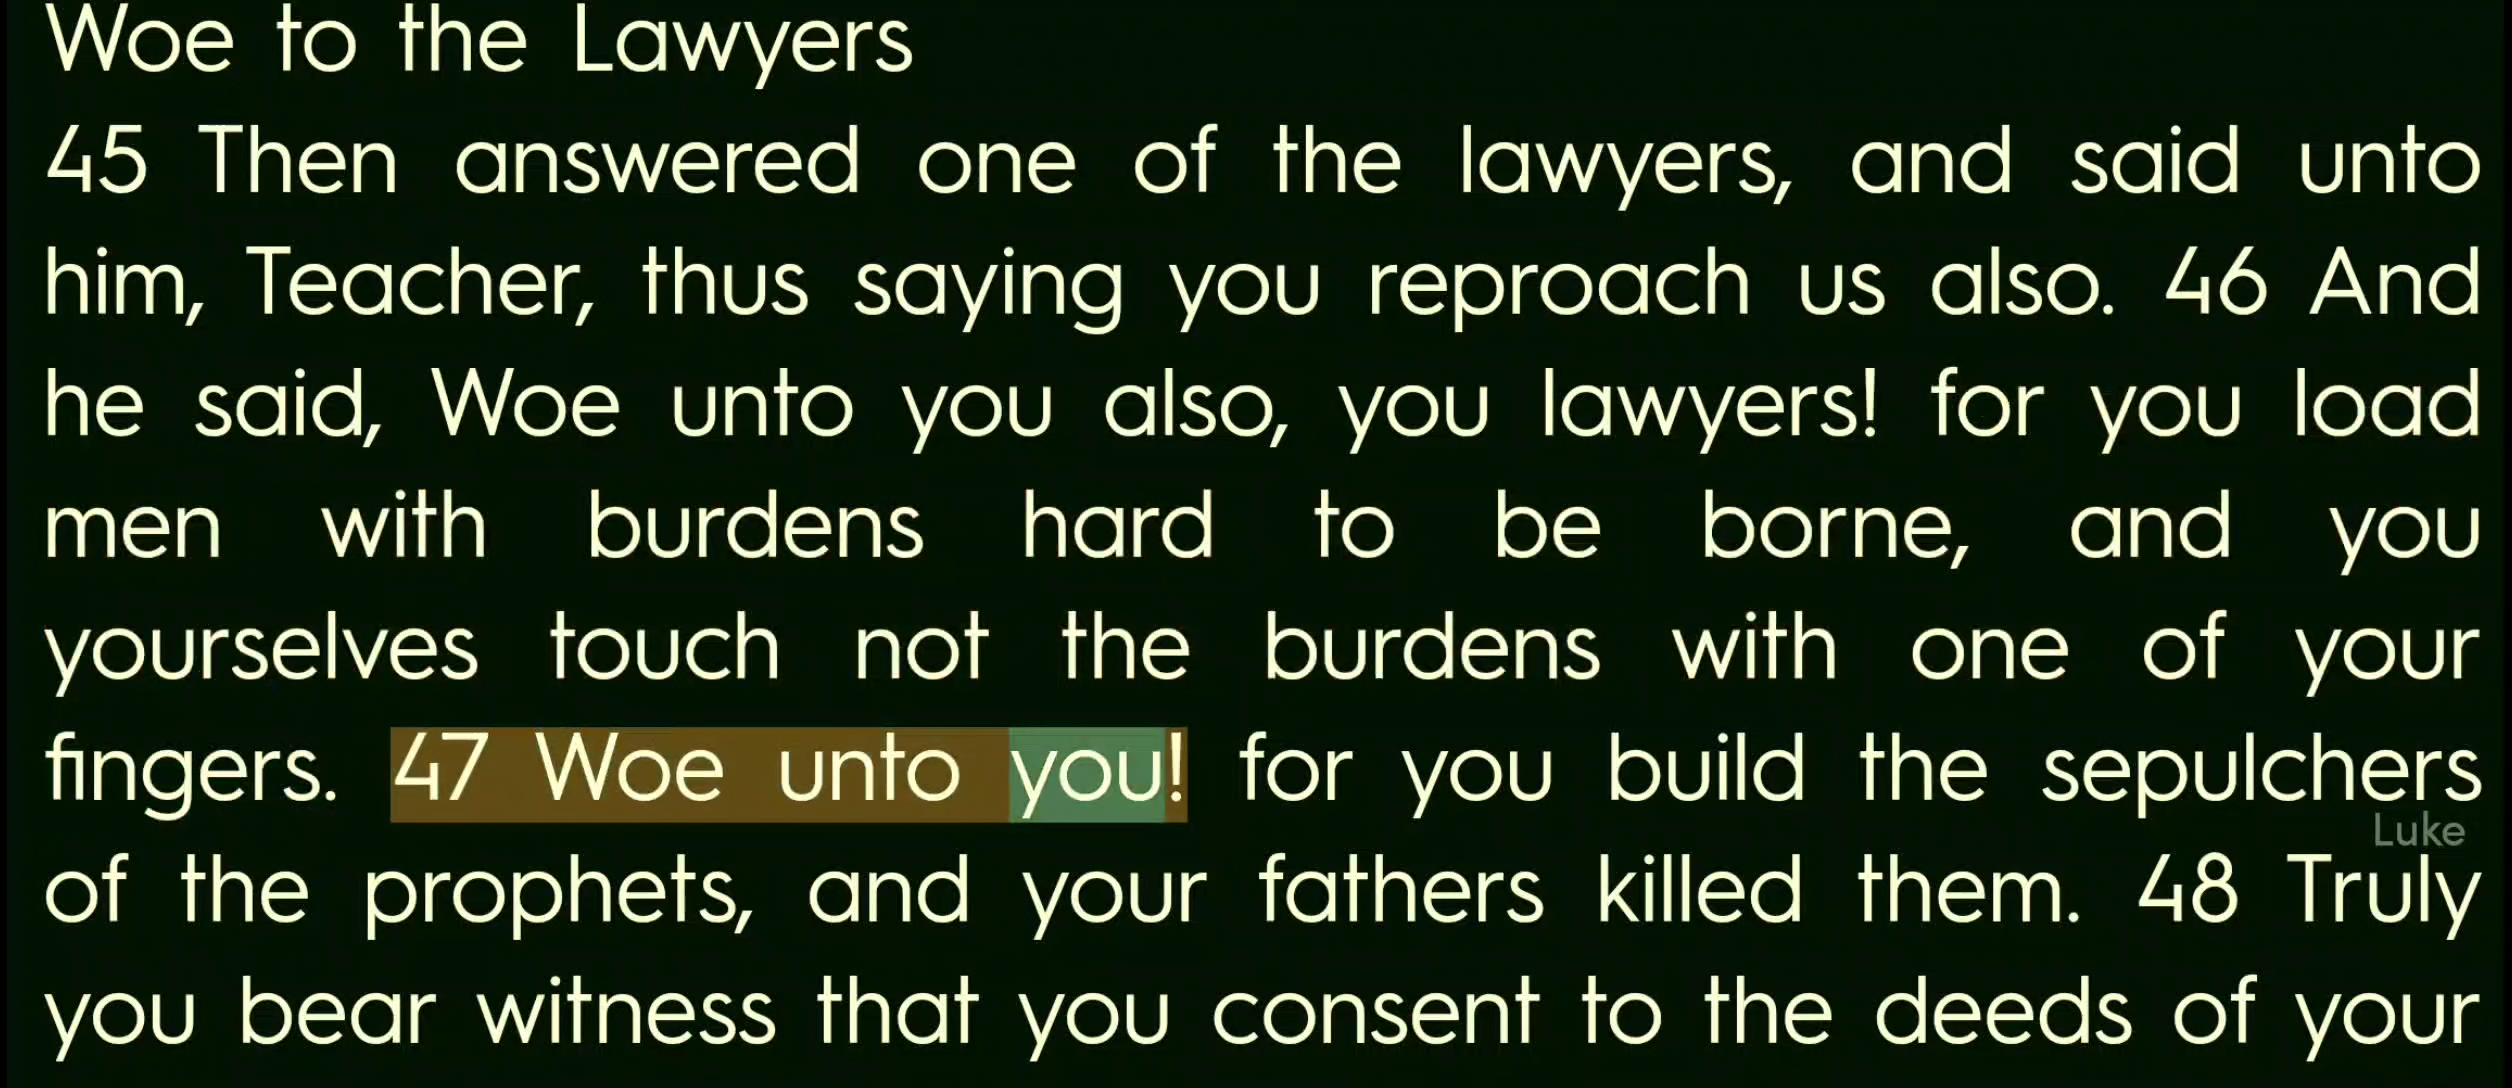 Woe to the Lawyers
45 Then answered one of the lawyers, and said unto
him, Teacher, thus saying you reproach us also. 46 And
he said, Woe unto you also, you lawyers! for you load
men with burdens hard to be borne, and you
yourselves touch not the burdens with one of your
fingers. 47 Woe unto you! for you build the sepulchers
Luke
of the prophets, and your fathers killed them. 48 Truly
you bear witness that you consent to the deeds of your